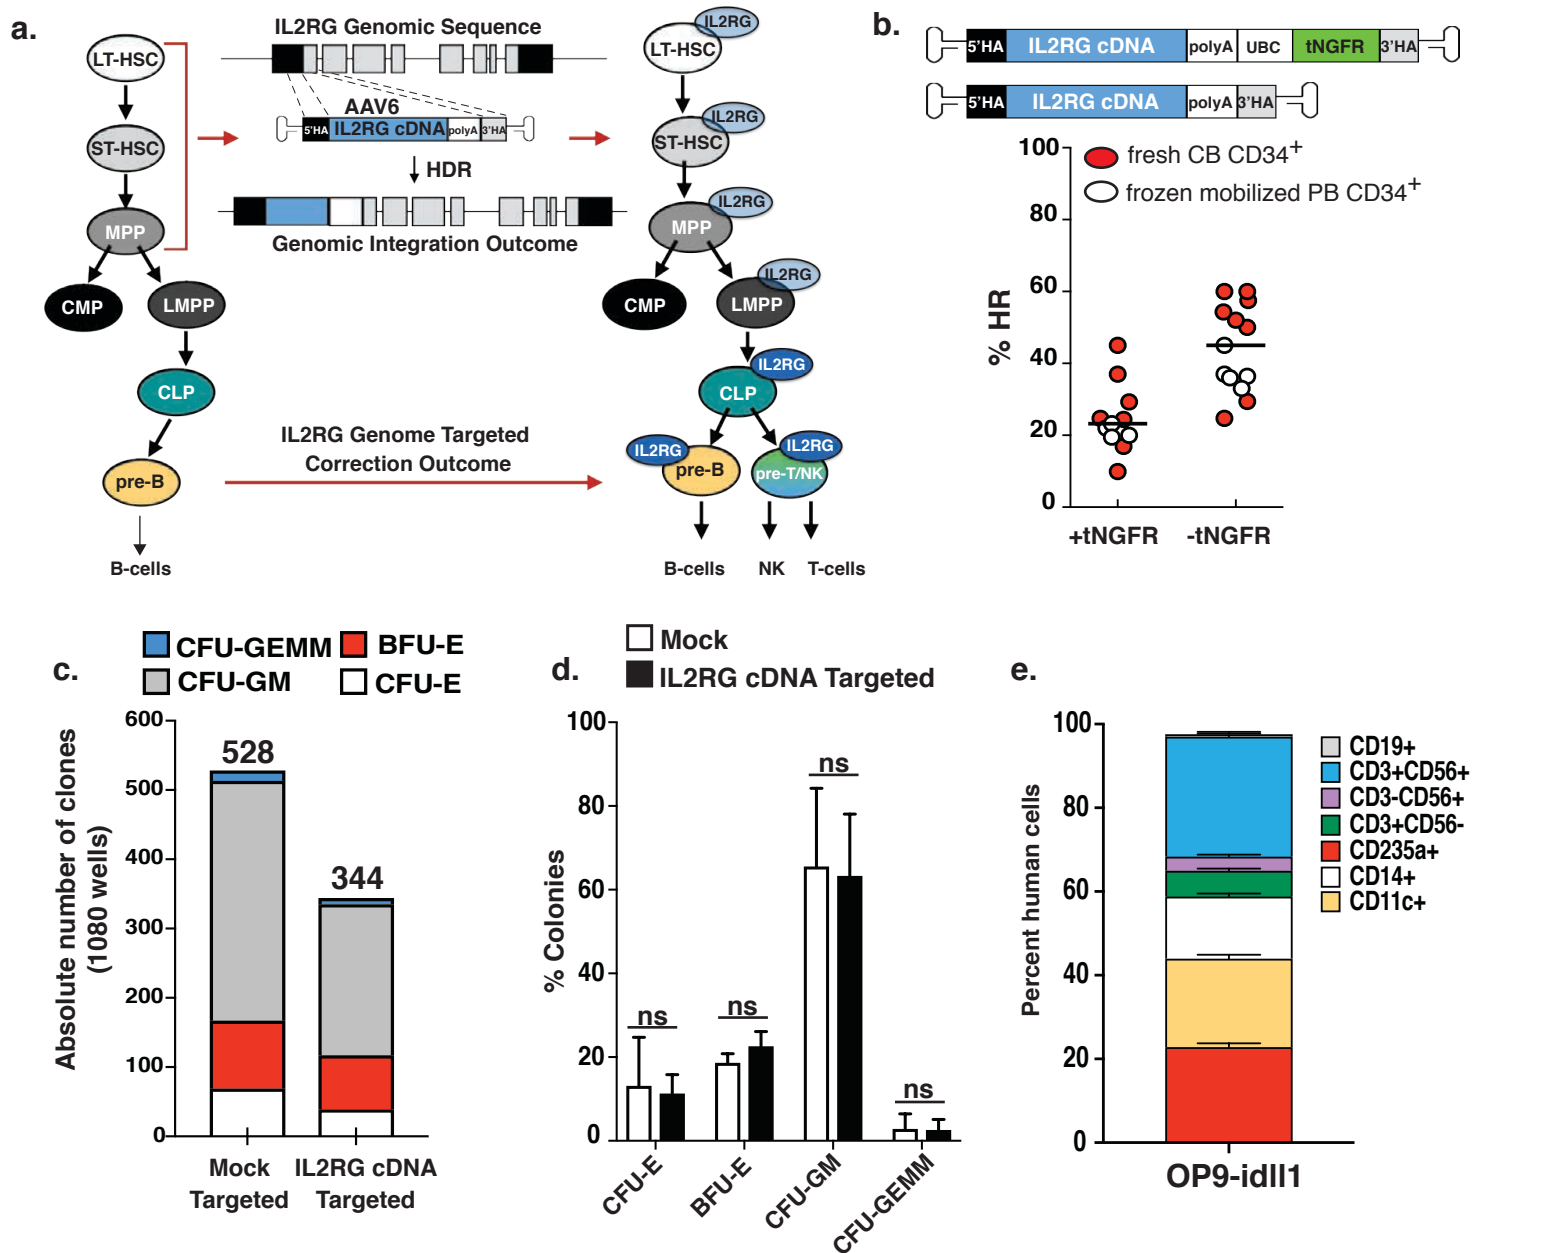 a.
LT-HSC
ST-HSC
MPP
CMP
LMPP
CLP
pre-B
B-cells
IL2RG Genomic Sequence
AAV6
5'HA IL2RG cDNA polyA 3'HA
HDR
Genomic Integration Outcome
IL2RG Genome Targeted
Correction Outcome
IL2RG
LT-HSC
IL2RG
ST-HSC
IL2RG
MPP
IL2RG
CMP
LMPP
IL2RG
CLP
IL2RG
pre-B
IL2RG
pre-T/NK
B-cells
NK
T-cells
b.
5'HA IL2RG cDNA polyA UBC tNGFR 3'HA
5'HA IL2RG cDNA polyA 3'HA
fresh CB CD34+
frozen mobilized PB CD34+
% HR
100
80
60
40
20
0
+tNGFR
-tNGFR
c.
CFU-GEMM
BFU-E
CFU-GM
CFU-E
Absolute number of clones
(1080 wells)
600
500
400
300
200
100
0
528
344
Mock
Targeted
IL2RG cDNA
Targeted
d.
Mock
IL2RG cDNA Targeted
% Colonies
100
80
60
40
20
0
ns
ns
ns
ns
CFU-E
BFU-E
CFU-GM
CFU-GEMM
e.
Percent human cells
100
80
60
40
20
0
OP9-idll1
CD19+
CD3+CD56+
CD3-CD56+
CD3+CD56-
CD235a+
CD14+
CD11c+